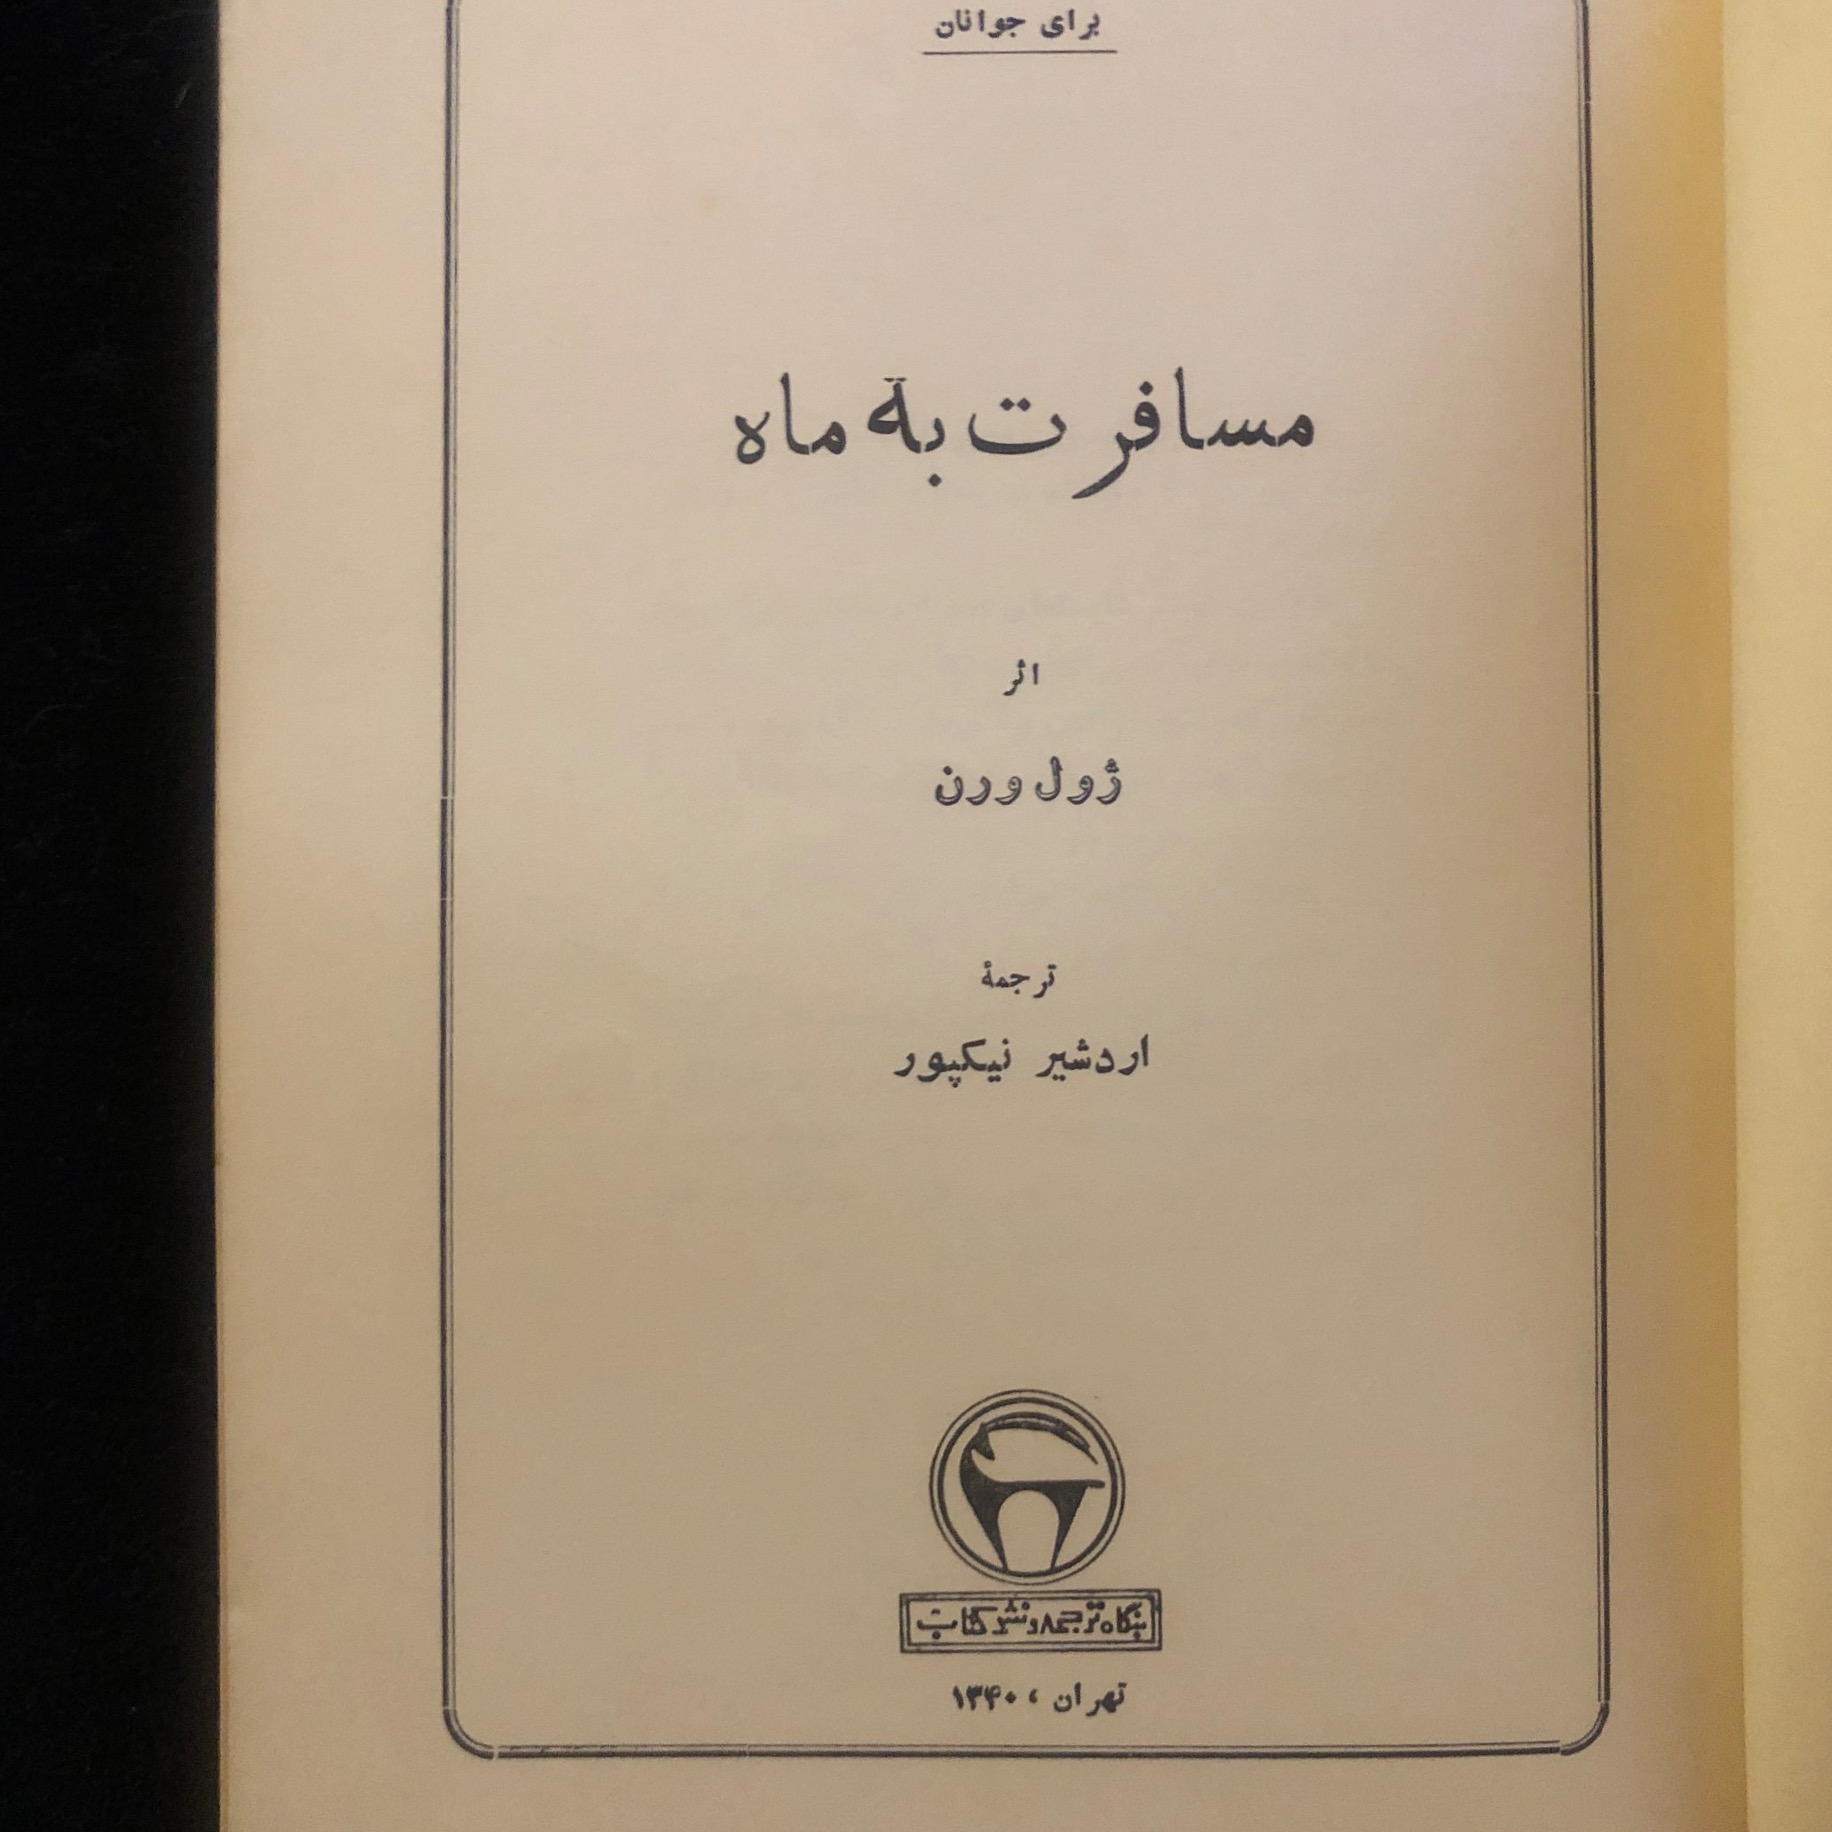 برای جوانان
مسافرت به ماه
اثر
ژول ورن
ترجمهٔ
اردشیر نیکپور
بنگاه ترجمه و نشر کتاب
تهران ، ۱۳۴۰